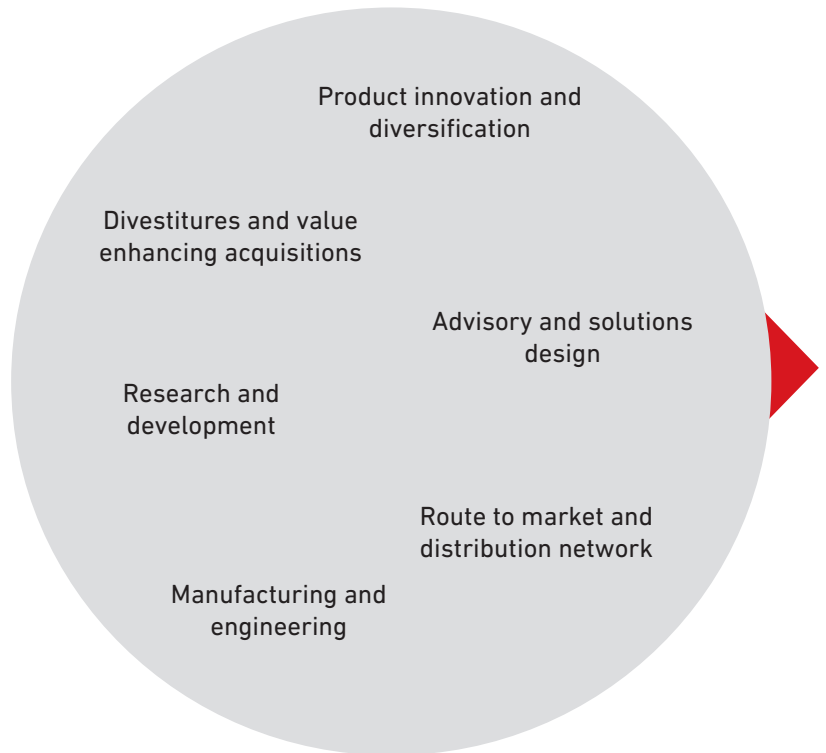 Product innovation and
diversification
Divestitures and value
enhancing acquisitions
Advisory and solutions
design
Research and
development
Route to market and
distribution network
Manufacturing and
engineering